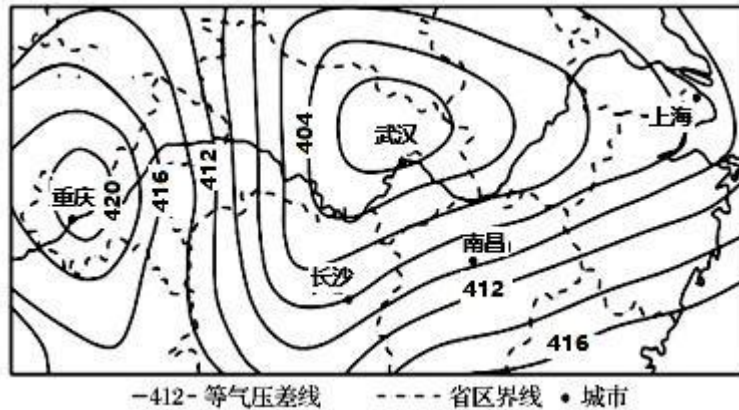 404
武汉
上海
412
416
重庆
420
南昌
长沙
412
416
-412- 等气压差线 ---- 省区界线 • 城市